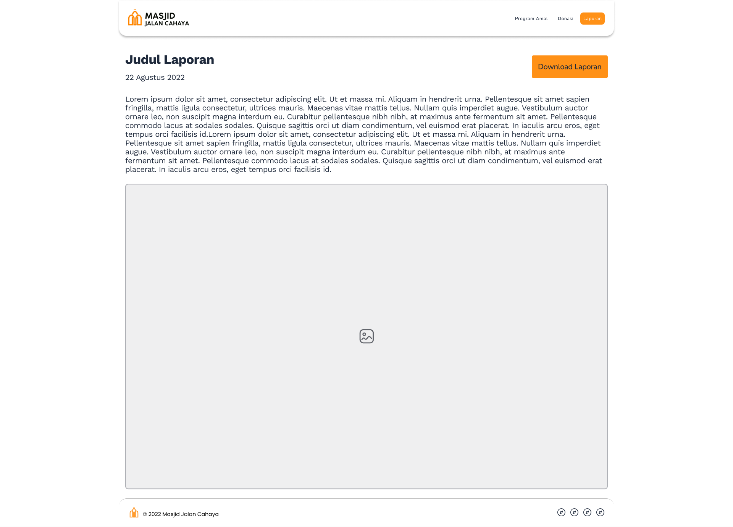 MASJID
JALAN CAHAYA
Program Amal Donasi Laporan
Judul Laporan
Download Laporan
22 Agustus 2022
Lorem ipsum dolor sit amet, consectetur adipiscing elit. Ut et massa mi. Aliquam in hendrerit urna. Pellentesque sit amet sapien
fringilla, mattis ligula consectetur, ultrices mauris. Maecenas vitae mattis tellus. Nullam quis imperdiet augue. Vestibulum auctor
ornare leo, non suscipit magna interdum eu. Curabitur pellentesque nibh nibh, at maximus ante fermentum sit amet. Pellentesque
commodo lacus at sodales sodales. Quisque sagittis orci ut diam condimentum, vel euismod erat placerat. In iaculis arcu eros, eget
tempus orci facilisis id.Lorem ipsum dolor sit amet, consectetur adipiscing elit. Ut et massa mi. Aliquam in hendrerit urna.
Pellentesque sit amet sapien fringilla, mattis ligula consectetur, ultrices mauris. Maecenas vitae mattis tellus. Nullam quis imperdiet
augue. Vestibulum auctor ornare leo, non suscipit magna interdum eu. Curabitur pellentesque nibh nibh, at maximus ante
fermentum sit amet. Pellentesque commodo lacus at sodales sodales. Quisque sagittis orci ut diam condimentum, vel euismod erat
placerat. In iaculis arcu eros, eget tempus orci facilisis id.
© 2022 Masjid Jalan Cahaya